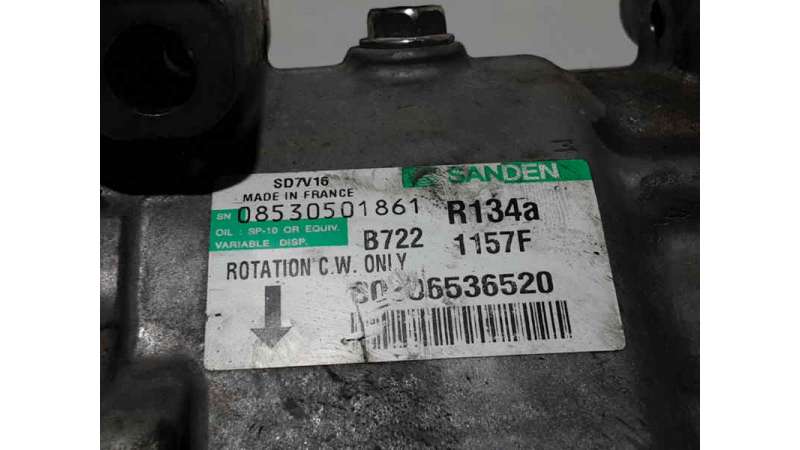 SD7V16
MADE IN FRANCE
SANDEN
SN 08530501861
R134a
OIL : SP-10 OR EQUIV.
VARIABLE DISP.
B722 1157F
ROTATION C.W. ONLY